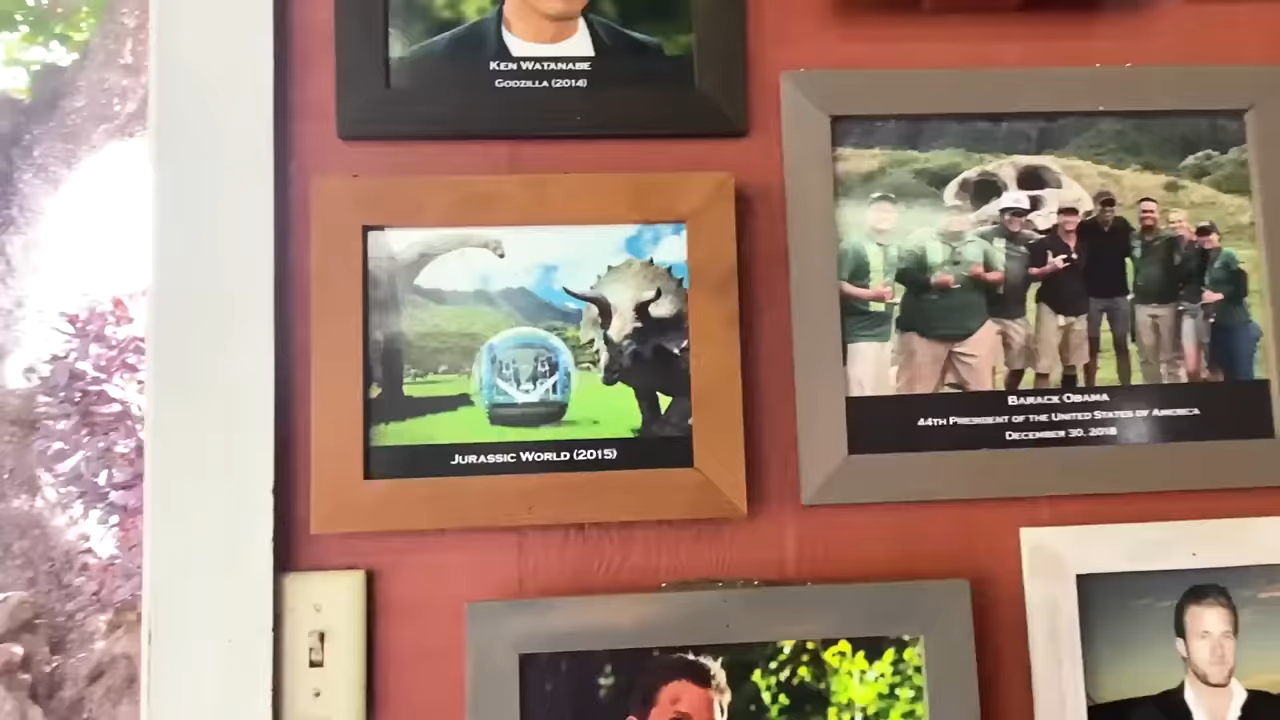 KEN WATANABE
GODZILLA (2014)
JURASSIC WORLD (2015)
BARACK OBAMA
44TH PRESIDENT OF THE UNITED STATES OF AMERICA
DECEMBER 30, 2018